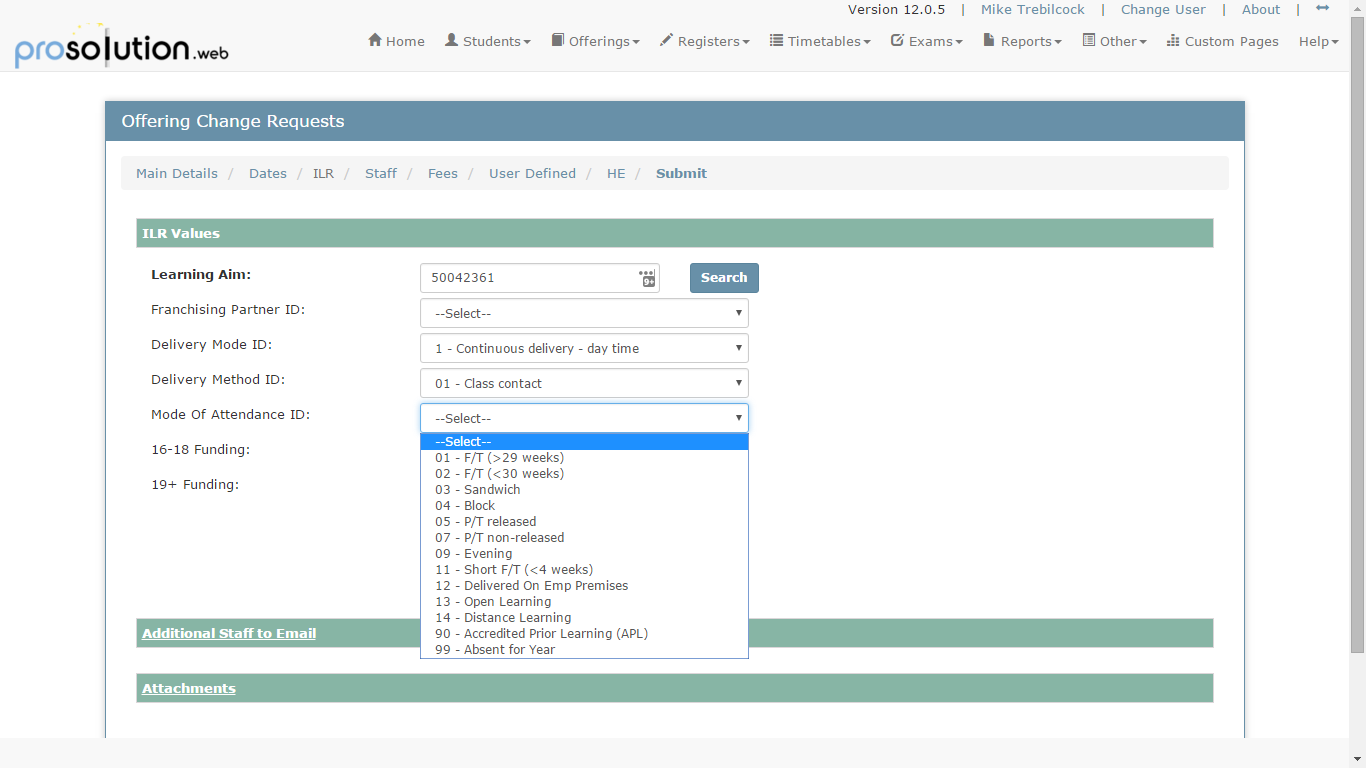 Version 12.0.5 | Mike Trebilcock | Change User | About |
prosolution.web
Home Students Offerings Registers Timetables Exams Reports Other Custom Pages Help
Offering Change Requests
Main Details / Dates / ILR / Staff / Fees / User Defined / HE / Submit
ILR Values
Learning Aim: 50042361 9+ Search
Franchising Partner ID: --Select--
Delivery Mode ID: 1 - Continuous delivery - day time
Delivery Method ID: 01 - Class contact
Mode Of Attendance ID: --Select--
16-18 Funding:
19+ Funding:
--Select--
01 - F/T (>29 weeks)
02 - F/T (<30 weeks)
03 - Sandwich
04 - Block
05 - P/T released
07 - P/T non-released
09 - Evening
11 - Short F/T (<4 weeks)
12 - Delivered On Emp Premises
13 - Open Learning
14 - Distance Learning
90 - Accredited Prior Learning (APL)
99 - Absent for Year
Additional Staff to Email
Attachments